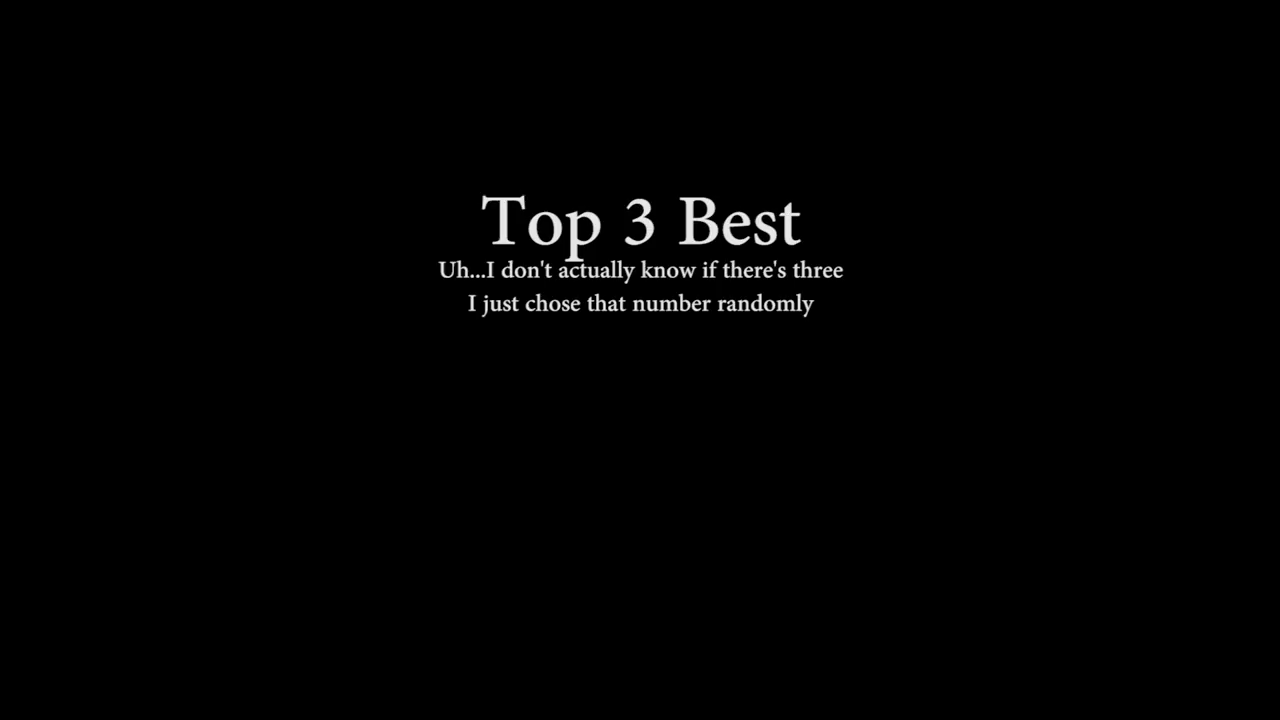 Top 3 Best
Uh...I don't actually know if there's three
I just chose that number randomly